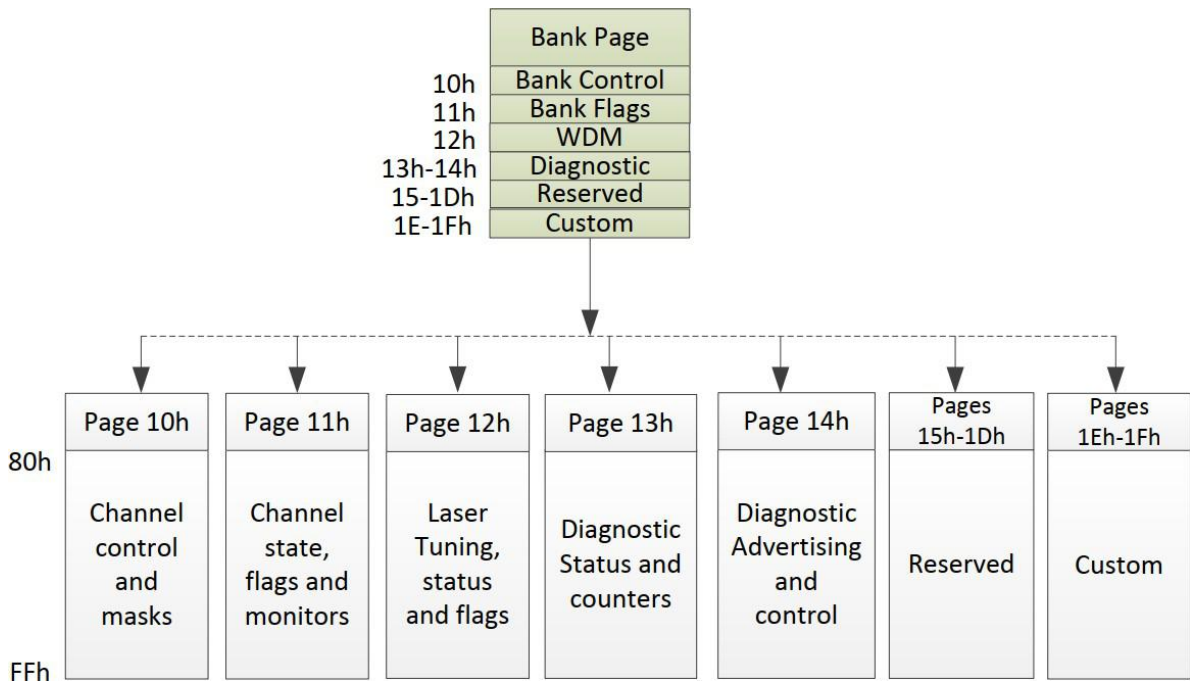 Bank Page
10h Bank Control
11h Bank Flags
12h WDM
13h-14h Diagnostic
15-1Dh Reserved
1E-1Fh Custom
Page 10h
Page 11h
Page 12h
Page 13h
Page 14h
Pages
15h-1Dh
Pages
1Eh-1Fh
80h
FFh
Channel
control
and
masks
Channel
state,
flags and
monitors
Laser
Tuning,
status
and flags
Diagnostic
Status and
counters
Diagnostic
Advertising
and
control
Reserved
Custom